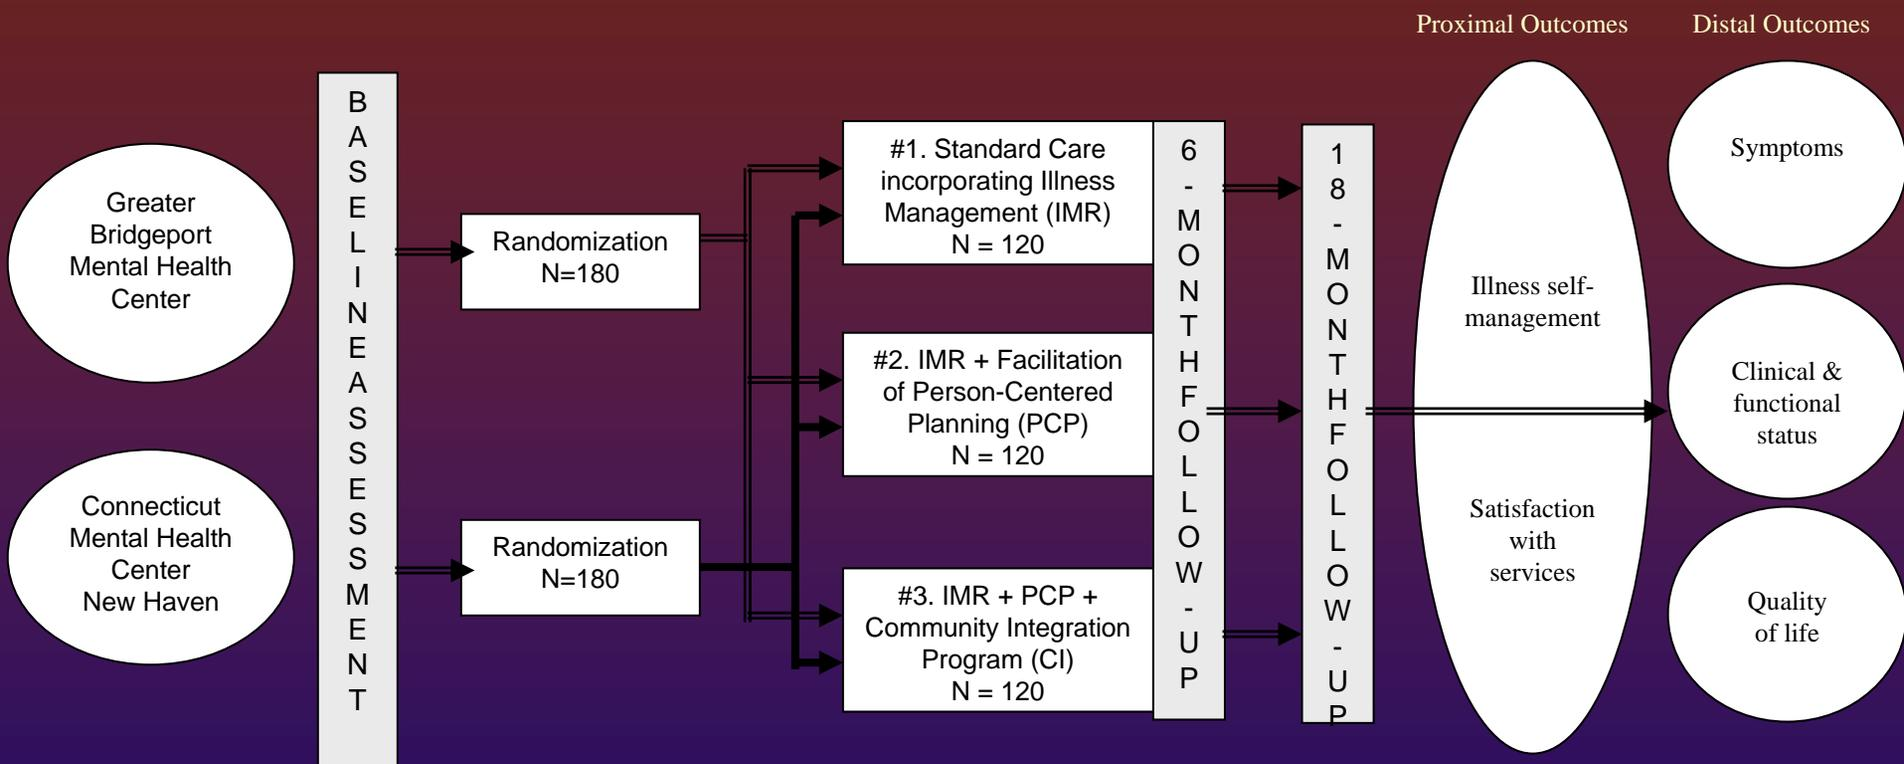 Proximal Outcomes
Distal Outcomes
Greater
Bridgeport
Mental Health
Center
Connecticut
Mental Health
Center
New Haven
B
A
S
E
L
I
N
E
A
S
S
E
S
S
M
E
N
T
Randomization
N=180
Randomization
N=180
#1. Standard Care
incorporating Illness
Management (IMR)
N = 120
#2. IMR + Facilitation
of Person-Centered
Planning (PCP)
N = 120
#3. IMR + PCP +
Community Integration
Program (CI)
N = 120
6
-
M
O
N
T
H
F
O
L
L
O
W
-
U
P
1
8
-
M
O
N
T
H
F
O
L
L
O
W
-
U
P
Illness self-
management
Satisfaction
with
services
Symptoms
Clinical &
functional
status
Quality
of life